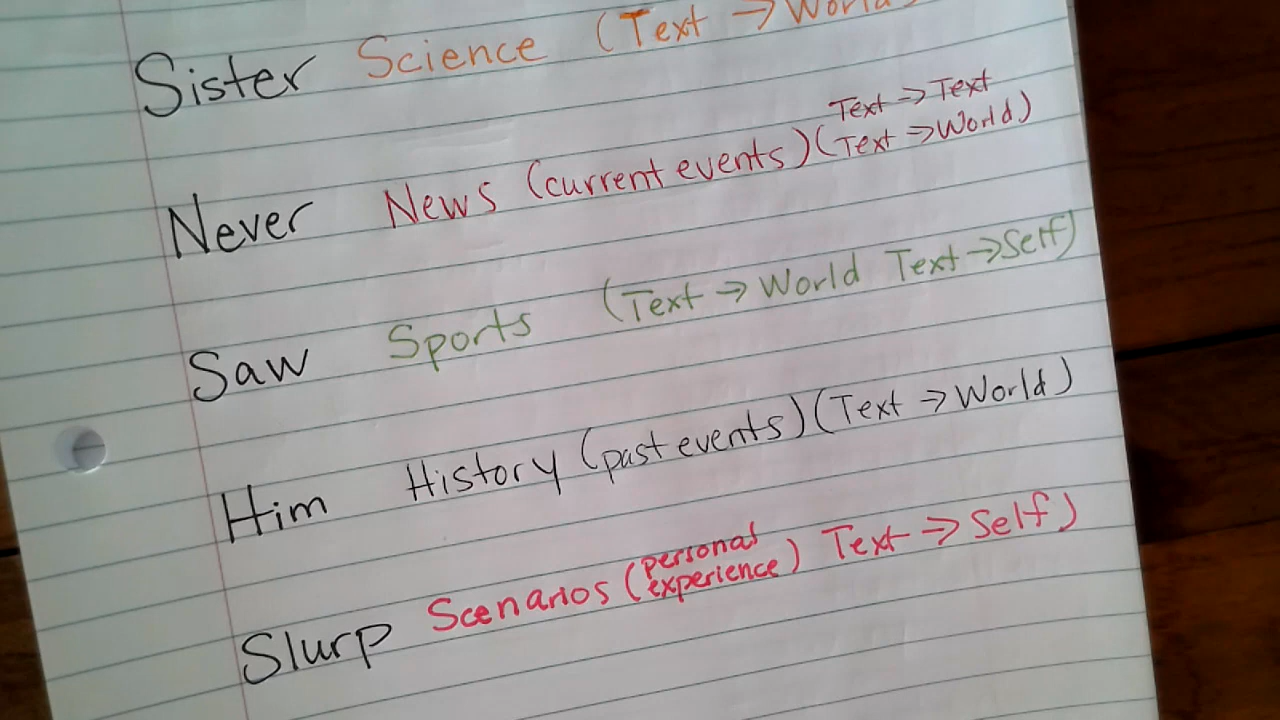 Sister Science (Text → World)
Never News (current events) (Text → World)
Text → Text
Saw Sports (Text → World Text → Self)
Him History (past events) (Text → World)
Slurp Scenarios (personal experience) Text → Self)